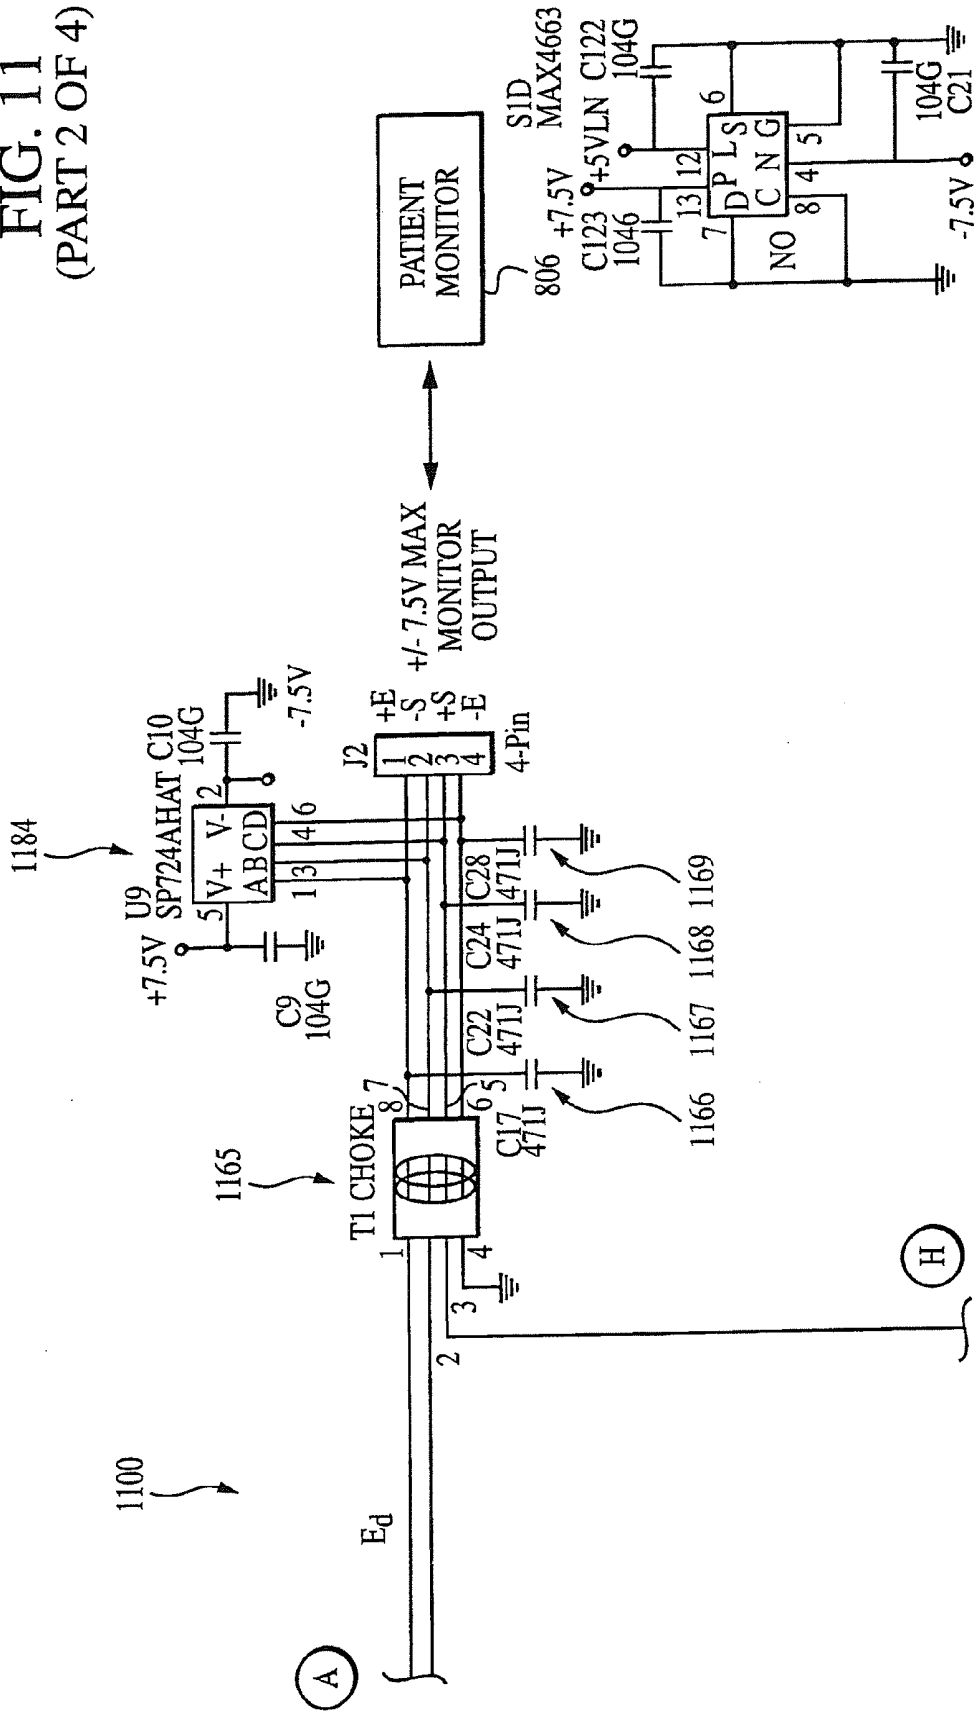 FIG. 11
(PART 2 OF 4)
1184
U9
SP724AHAT
C10
104G
+7.5V
5
V+
V-
2
A B C D
1 3 4 6
-7.5V
C9
104G
1165
T1 CHOKE
1100
A
Ed
1
2
3
4
8
7
6
5
J2
1
2
3
4
+E
-S
+S
-E
4-Pin
+/- 7.5V MAX
MONITOR
OUTPUT
PATIENT
MONITOR
806
C17
471J
C22
471J
C24
471J
C28
471J
1166
1167
1168
1169
H
S1D
MAX4663
+7.5V
+5VLN
C122
104G
C123
1046
13
12
7
6
D
P
L
S
C
N
G
NO
8
4
5
104G
C21
-7.5V